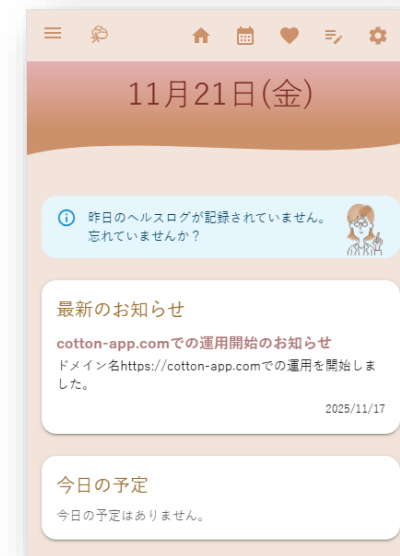 11月21日(金)
昨日のヘルスログが記録されていません。
忘れていませんか？
最新のお知らせ
cotton-app.comでの運用開始のお知らせ
ドメイン名https://cotton-app.comでの運用を開始しま
した。
2025/11/17
今日の予定
今日の予定はありません。